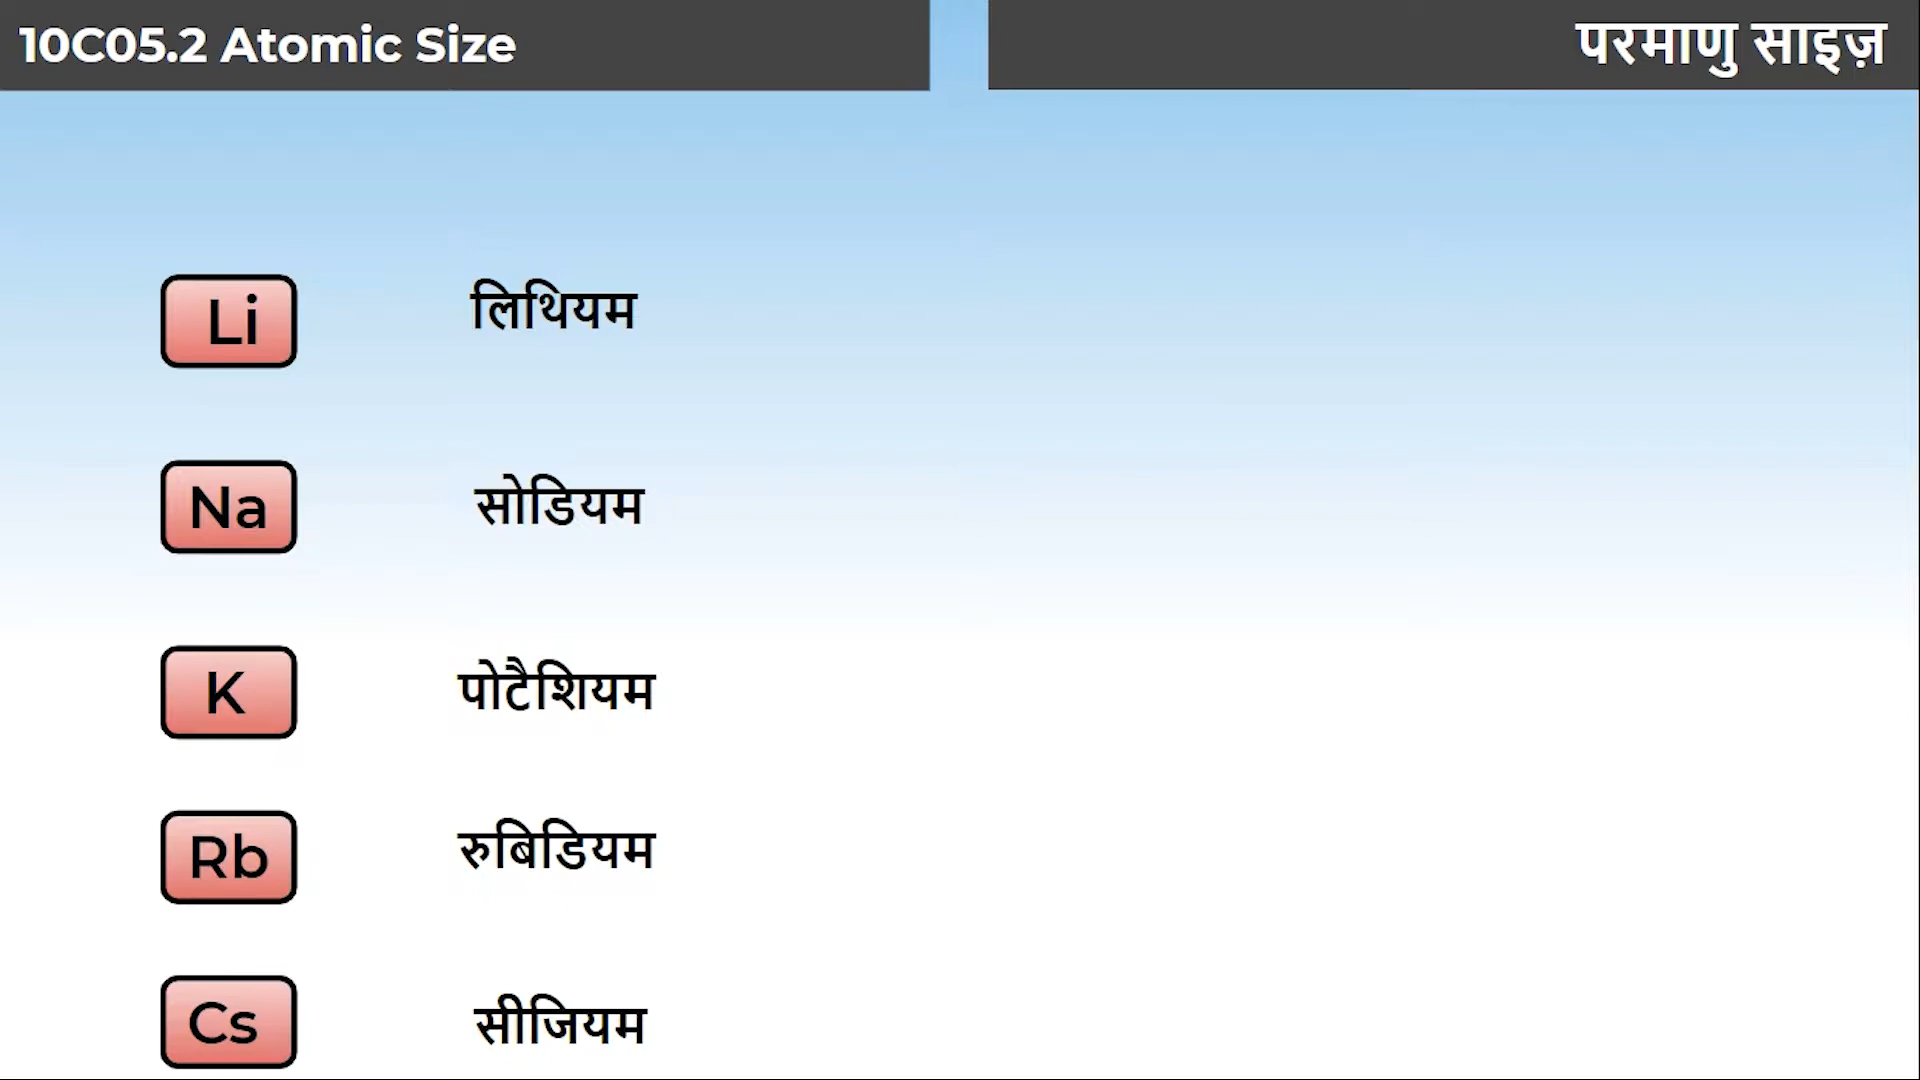 10C05.2 Atomic Size
परमाणु साइज़
Li लिथियम
Na सोडियम
K पोटैशियम
Rb रुबिडियम
Cs सीजियम